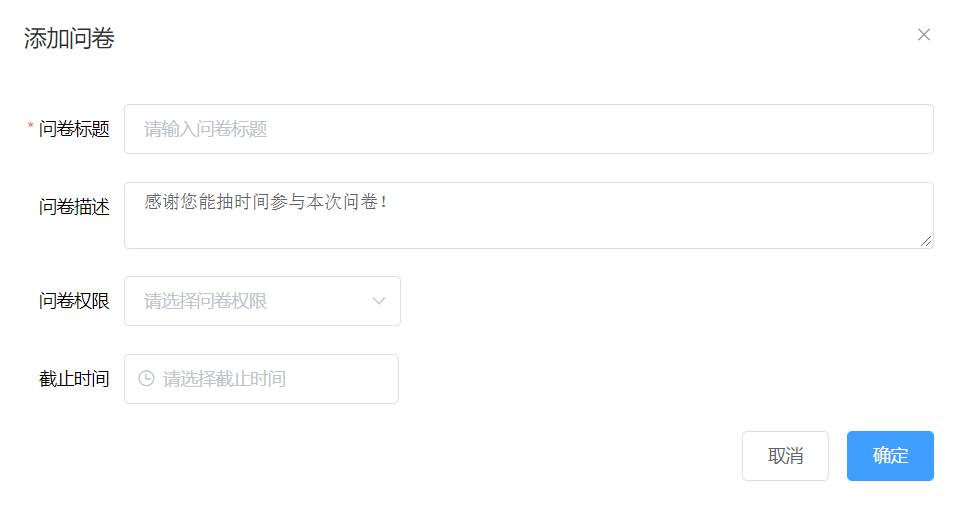 添加问卷
* 问卷标题 请输入问卷标题
问卷描述 感谢您能抽时间参与本次问卷！
问卷权限 请选择问卷权限
截止时间 请选择截止时间
取消 确定